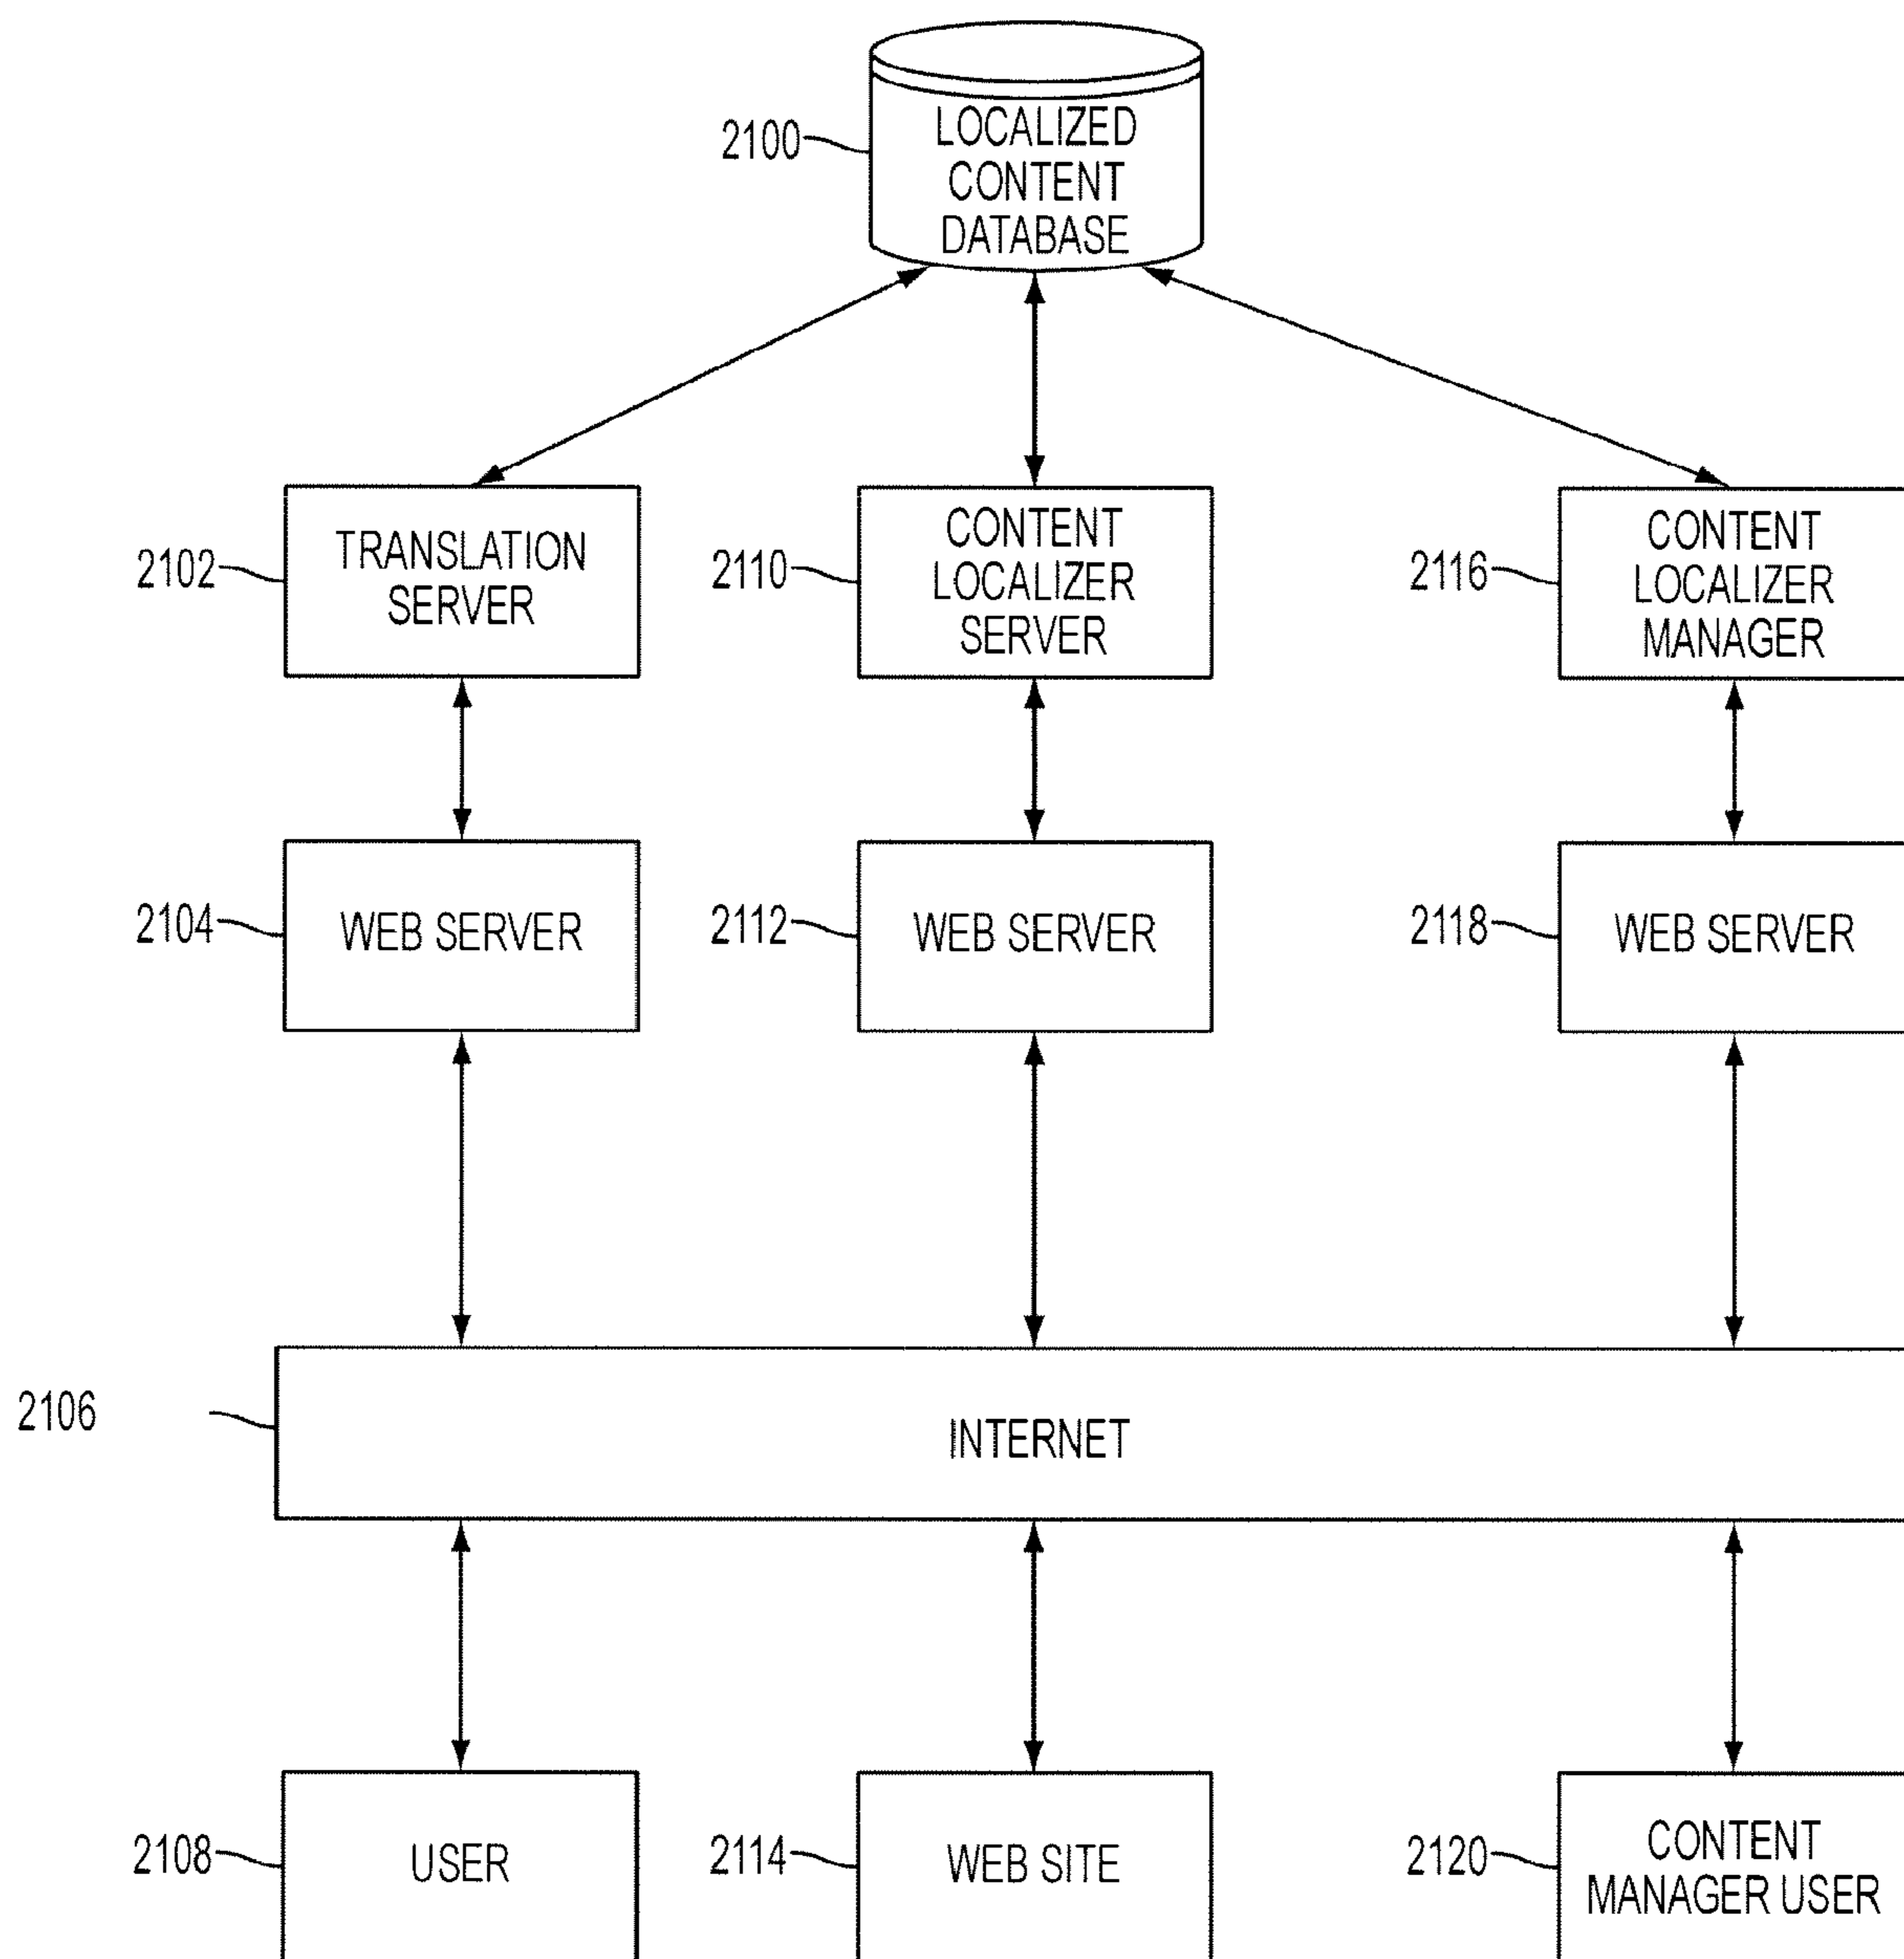 2100
LOCALIZED
CONTENT
DATABASE
2102
TRANSLATION
SERVER
2110
CONTENT
LOCALIZER
SERVER
2116
CONTENT
LOCALIZER
MANAGER
2104
WEB SERVER
2112
WEB SERVER
2118
WEB SERVER
2106
INTERNET
2108
USER
2114
WEB SITE
2120
CONTENT
MANAGER USER